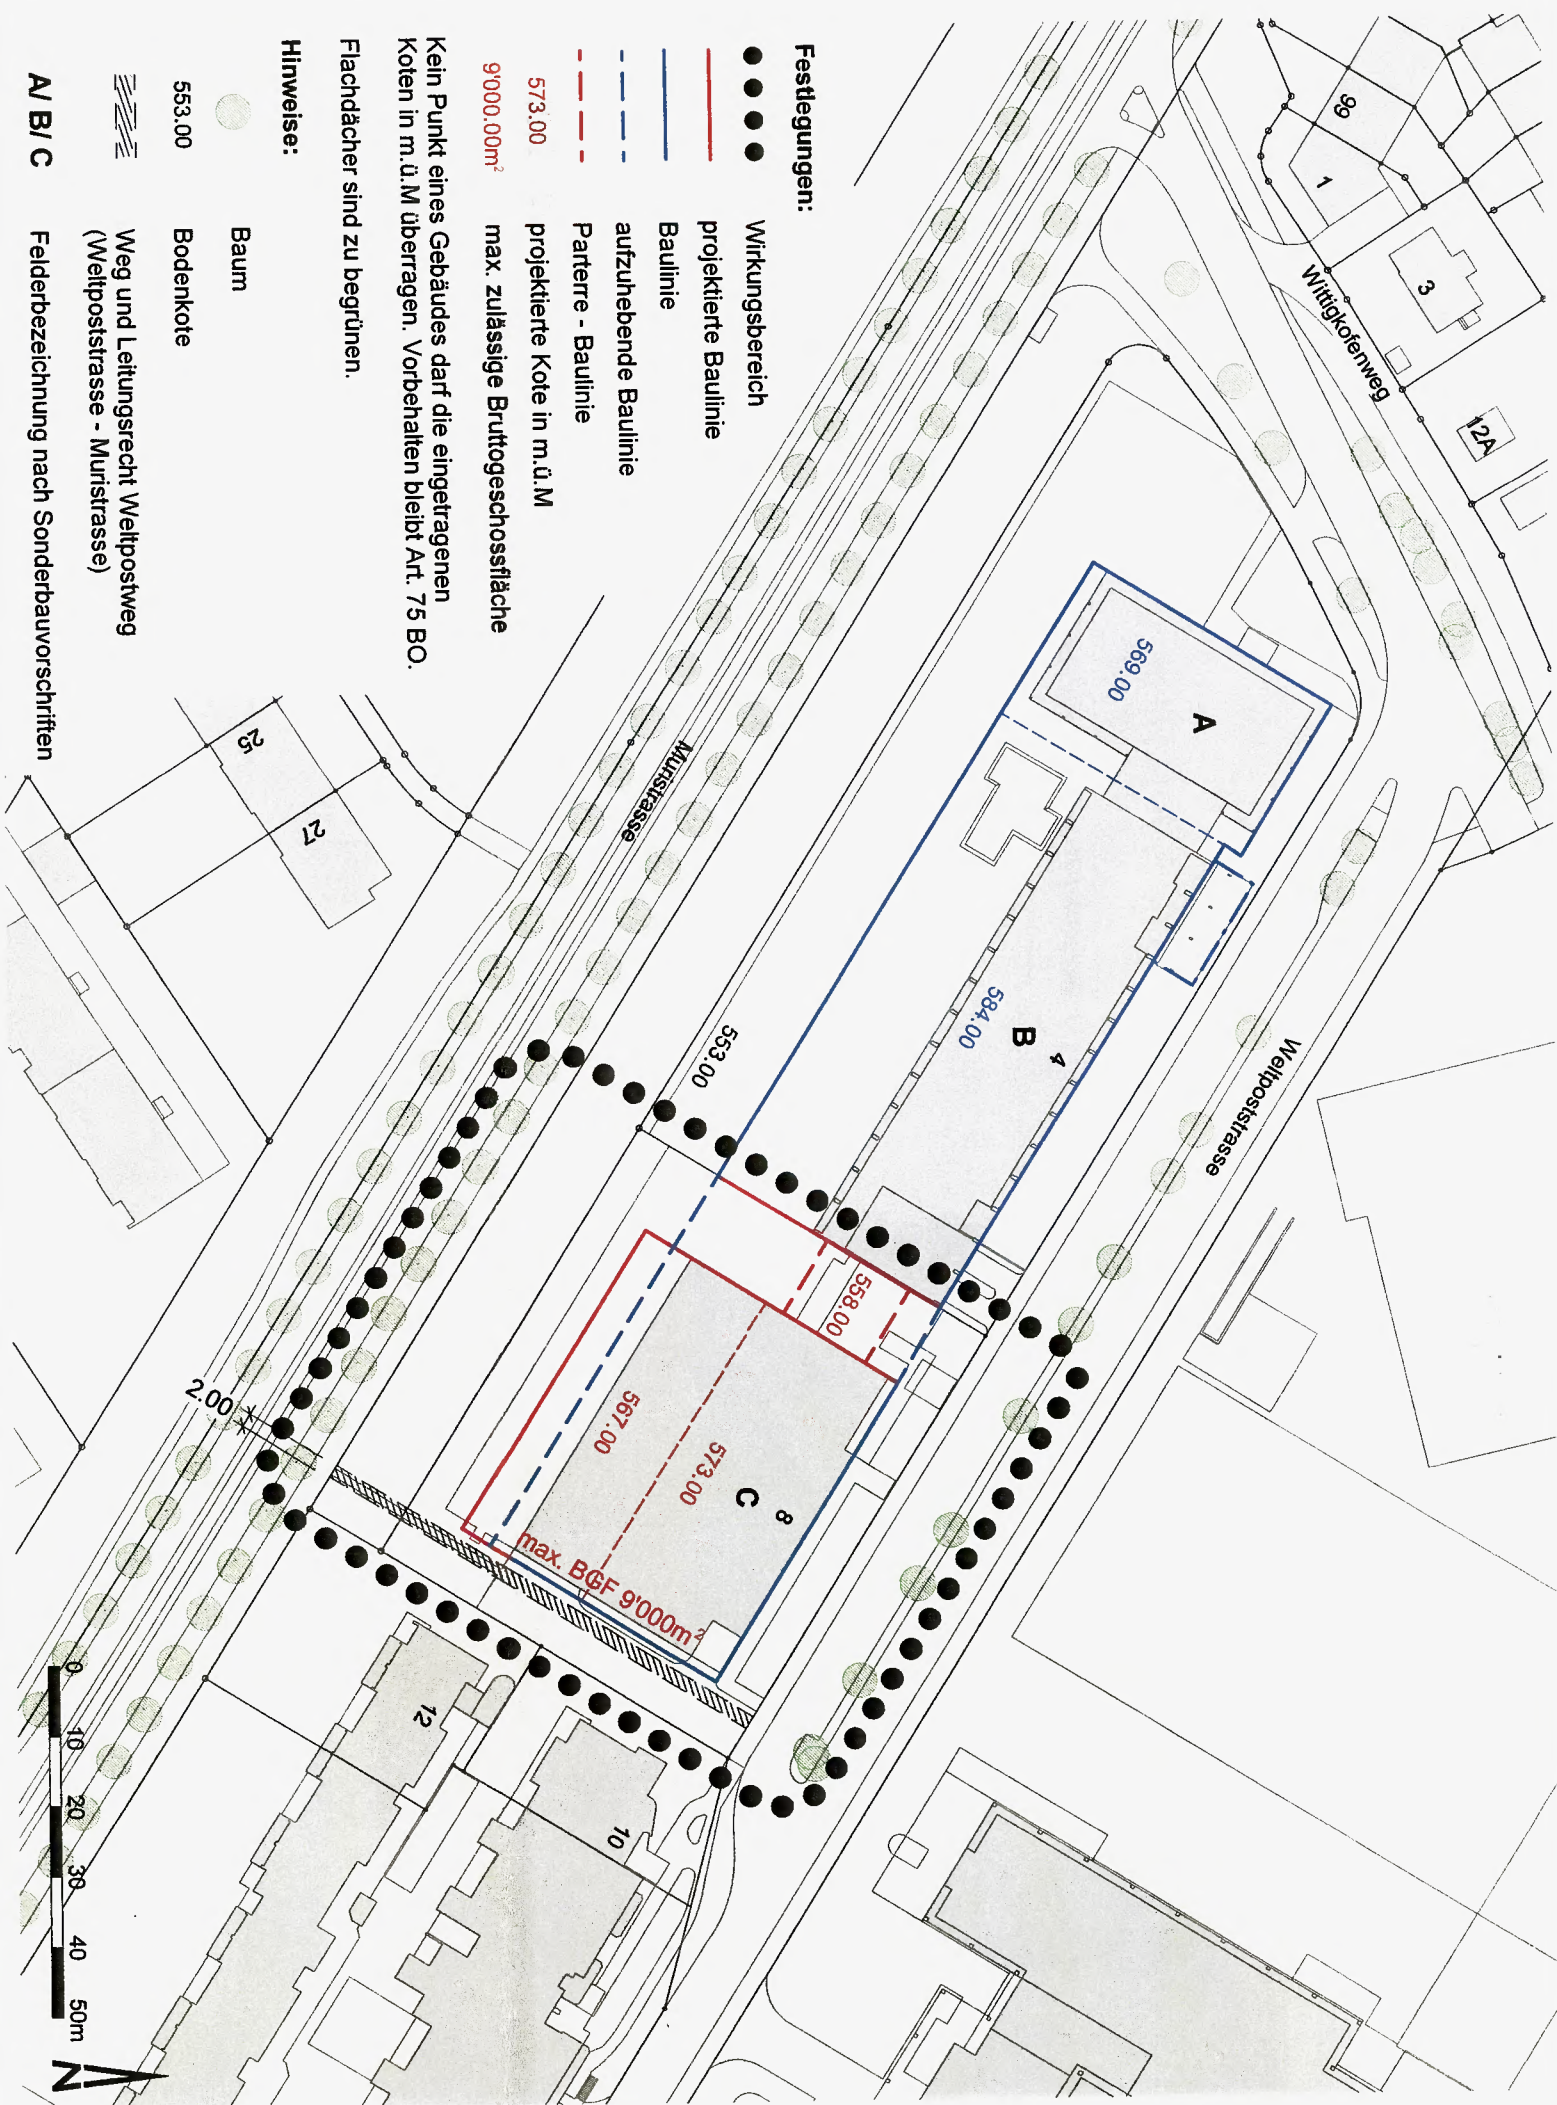 Festlegungen:
Wirkungsbereich
projektierte Baulinie
Baulinie
aufzuhebende Baulinie
Parterre - Baulinie
573.00 projektierte Kote in m.ü.M
9'000.00m² max. zulässige Bruttogeschossfläche
Kein Punkt eines Gebäudes darf die eingetragenen
Koten in m.ü.M überragen. Vorbehalten bleibt Art. 75 BO.
Flachdächer sind zu begrünen.
Hinweise:
Baum
553.00 Bodenkote
Weg und Leitungsrecht Weltpostweg
(Weltpoststrasse - Muristrasse)
A/ B/ C Felderbezeichnung nach Sonderbauvorschriften
66
1
3
12A
Wittigkofenweg
A
569.00
B
584.00
4
Weltpoststrasse
Muristrasse
553.00
25
27
558.00
567.00
573.00
C
8
max. BGF 9'000m²
2.00
12
10
0 10 20 30 40 50m
N